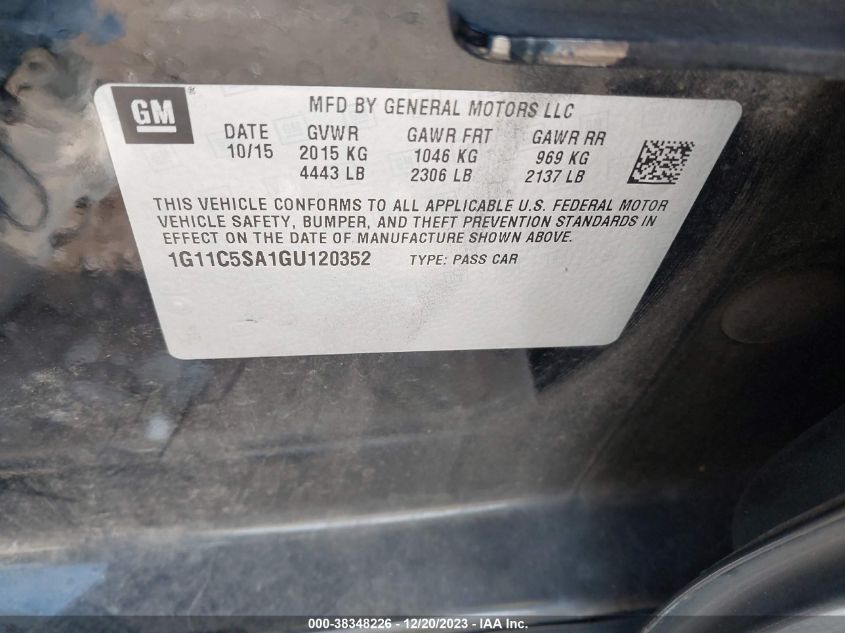 GM
MFD BY GENERAL MOTORS LLC
DATE GVWR GAWR FRT GAWR RR
10/15 2015 KG 1046 KG 969 KG
4443 LB 2306 LB 2137 LB
THIS VEHICLE CONFORMS TO ALL APPLICABLE U.S. FEDERAL MOTOR
VEHICLE SAFETY, BUMPER, AND THEFT PREVENTION STANDARDS IN
EFFECT ON THE DATE OF MANUFACTURE SHOWN ABOVE.
1G11C5SA1GU120352 TYPE: PASS CAR
000-38348226 - 12/20/2023 - IAA Inc.